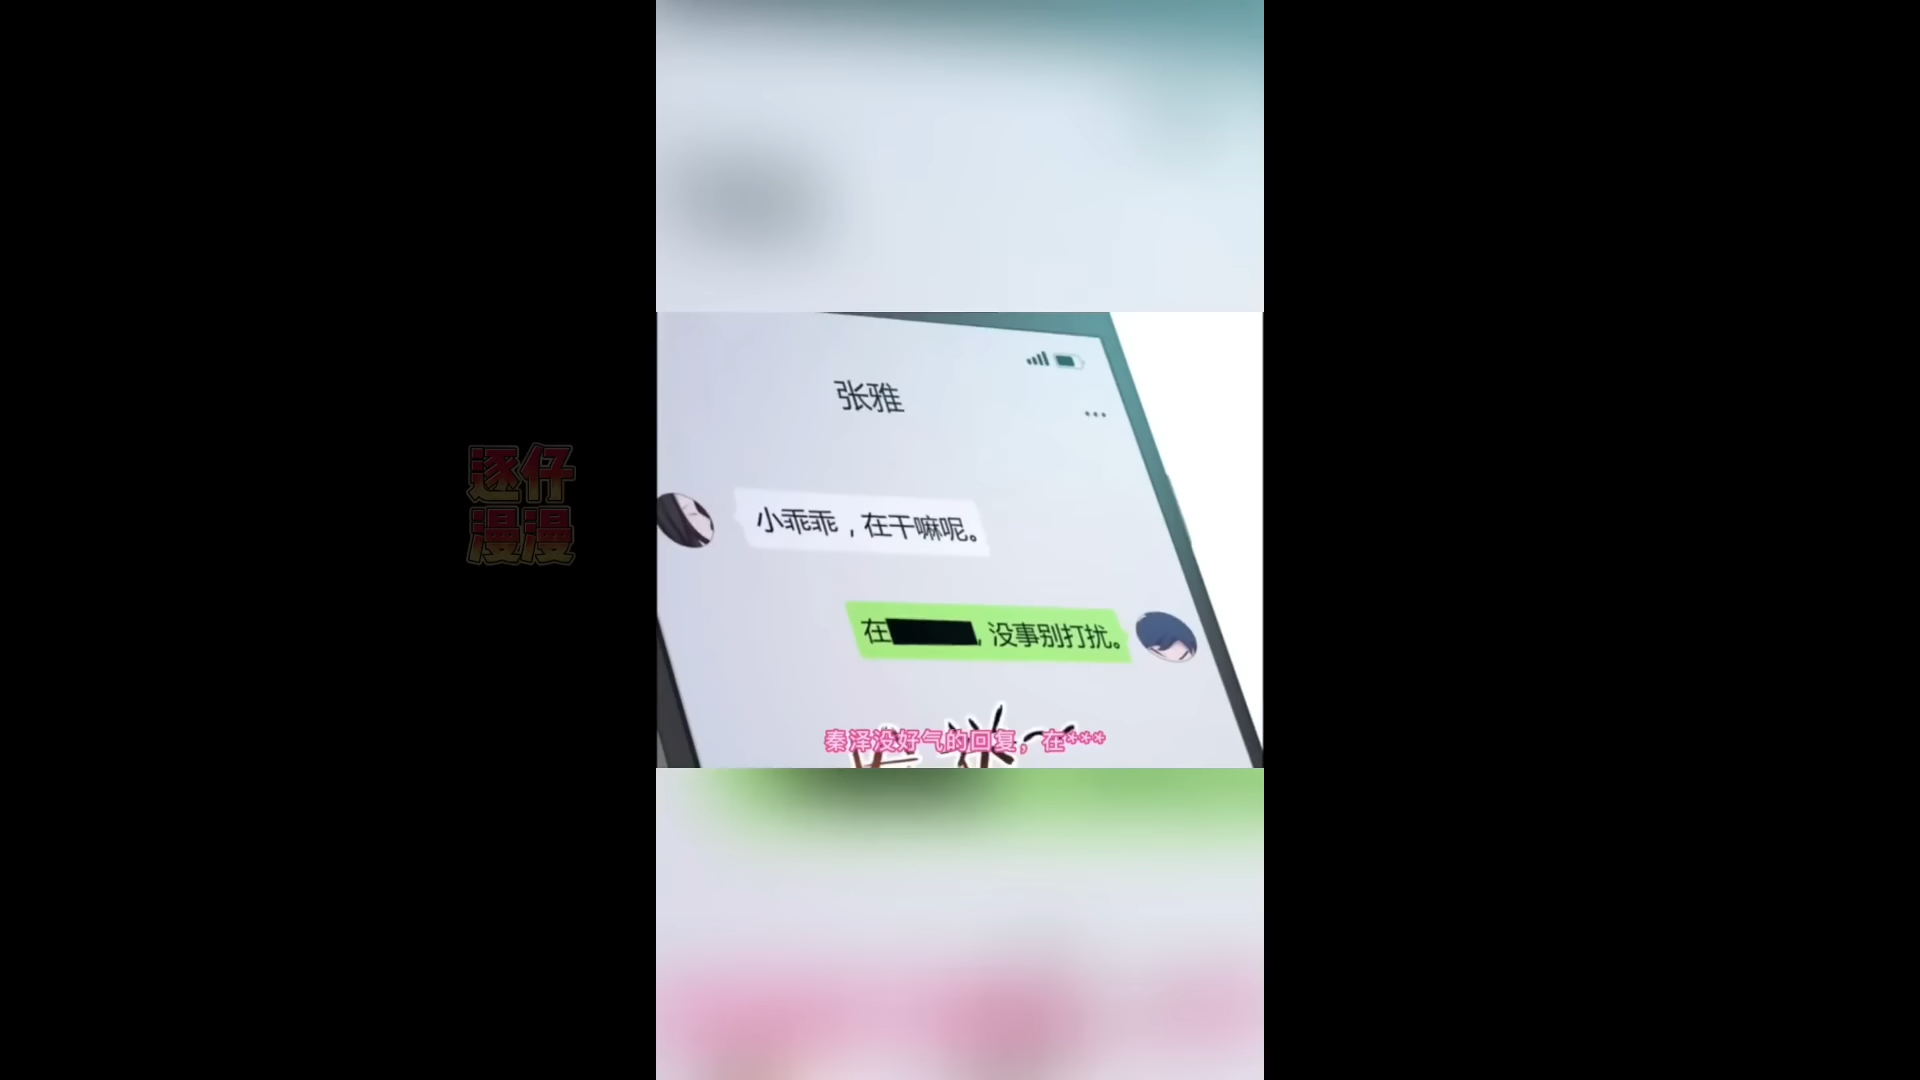 张雅
...
小乖乖，在干嘛呢。
在 ，没事别打扰。
秦泽没好气的回复，在***
逐仔
漫漫